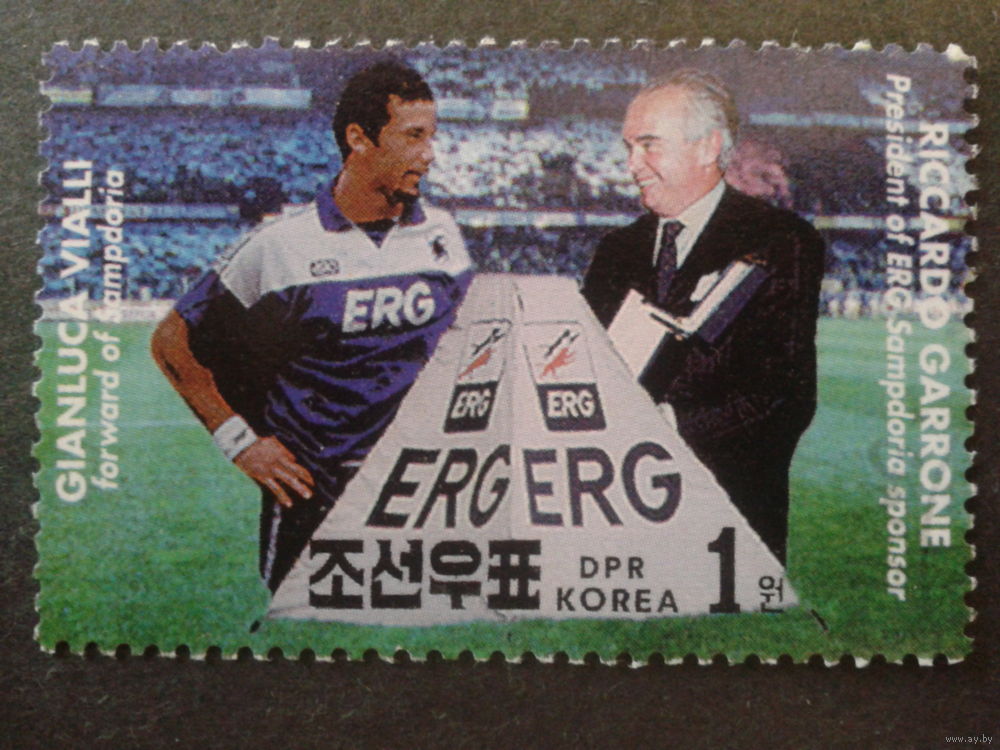 GIANLUCA VIALLI
forward of Sampdoria
RICCARDO GARRONE
President of ERG Sampdoria sponsor
ERG
ERG
ERG
ERG
ERG
조선우표
DPR
KOREA
1원
www.ay.by